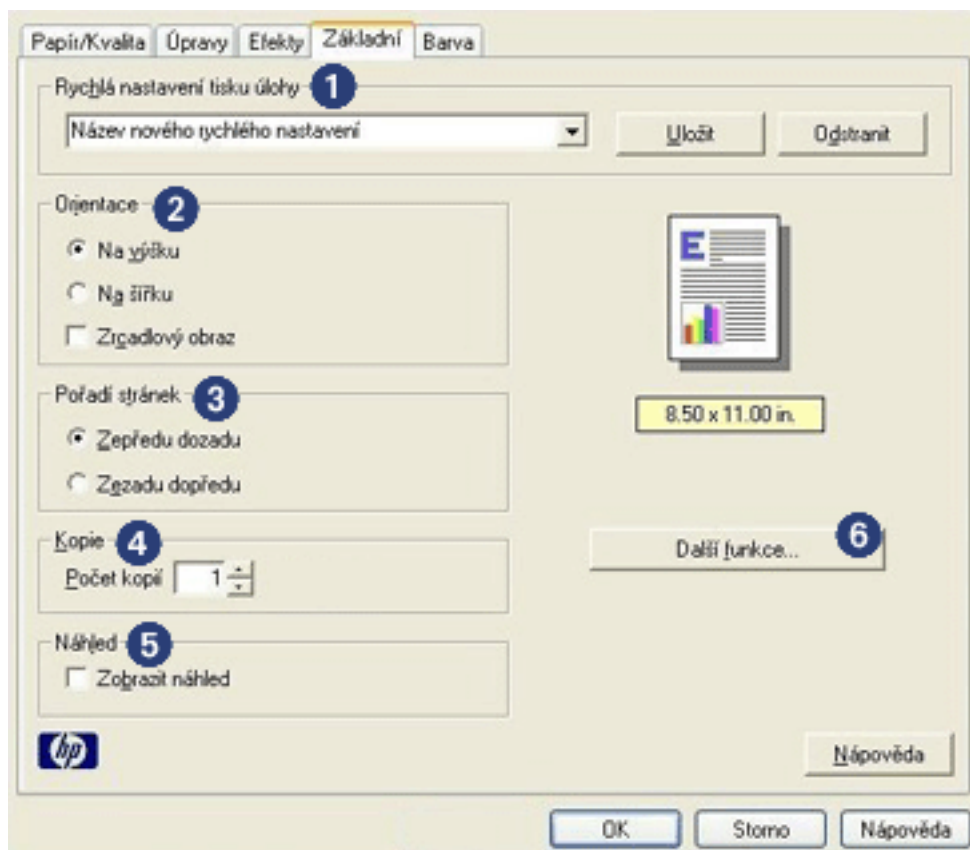 Papír/Kvalita Úpravy Efekty Základní Barva
Rychlá nastavení tisku úlohy 1
Název nového rychlého nastavení Uložit Odstranit
Orientace 2
Na výšku
Na šířku
Zrcadlový obraz
E
Pořadí stránek 3
8.50 x 11.00 in.
Zepředu dozadu
Zezadu dopředu
Kopie 4
Další funkce... 6
Počet kopií 1
Náhled 5
Zobrazit náhled
hp
Nápověda
OK Storno Nápověda